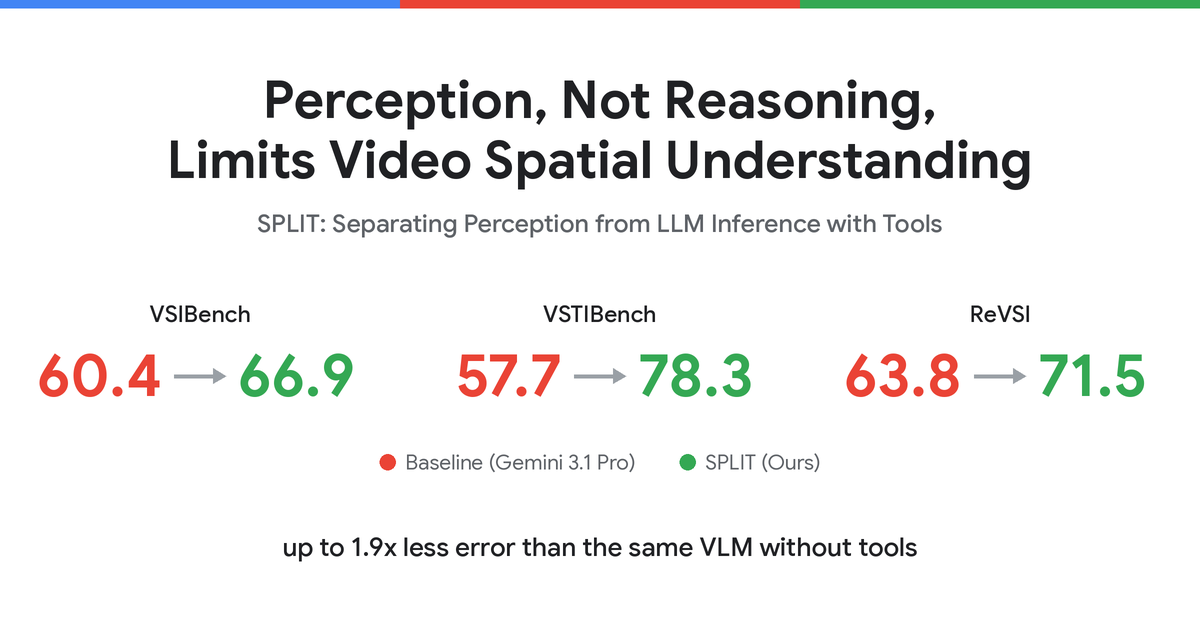 Perception, Not Reasoning,
Limits Video Spatial Understanding
SPLIT: Separating Perception from LLM Inference with Tools
VSIBench
60.4 → 66.9
VSTIBench
57.7 → 78.3
ReVSI
63.8 → 71.5
Baseline (Gemini 3.1 Pro)
SPLIT (Ours)
up to 1.9x less error than the same VLM without tools